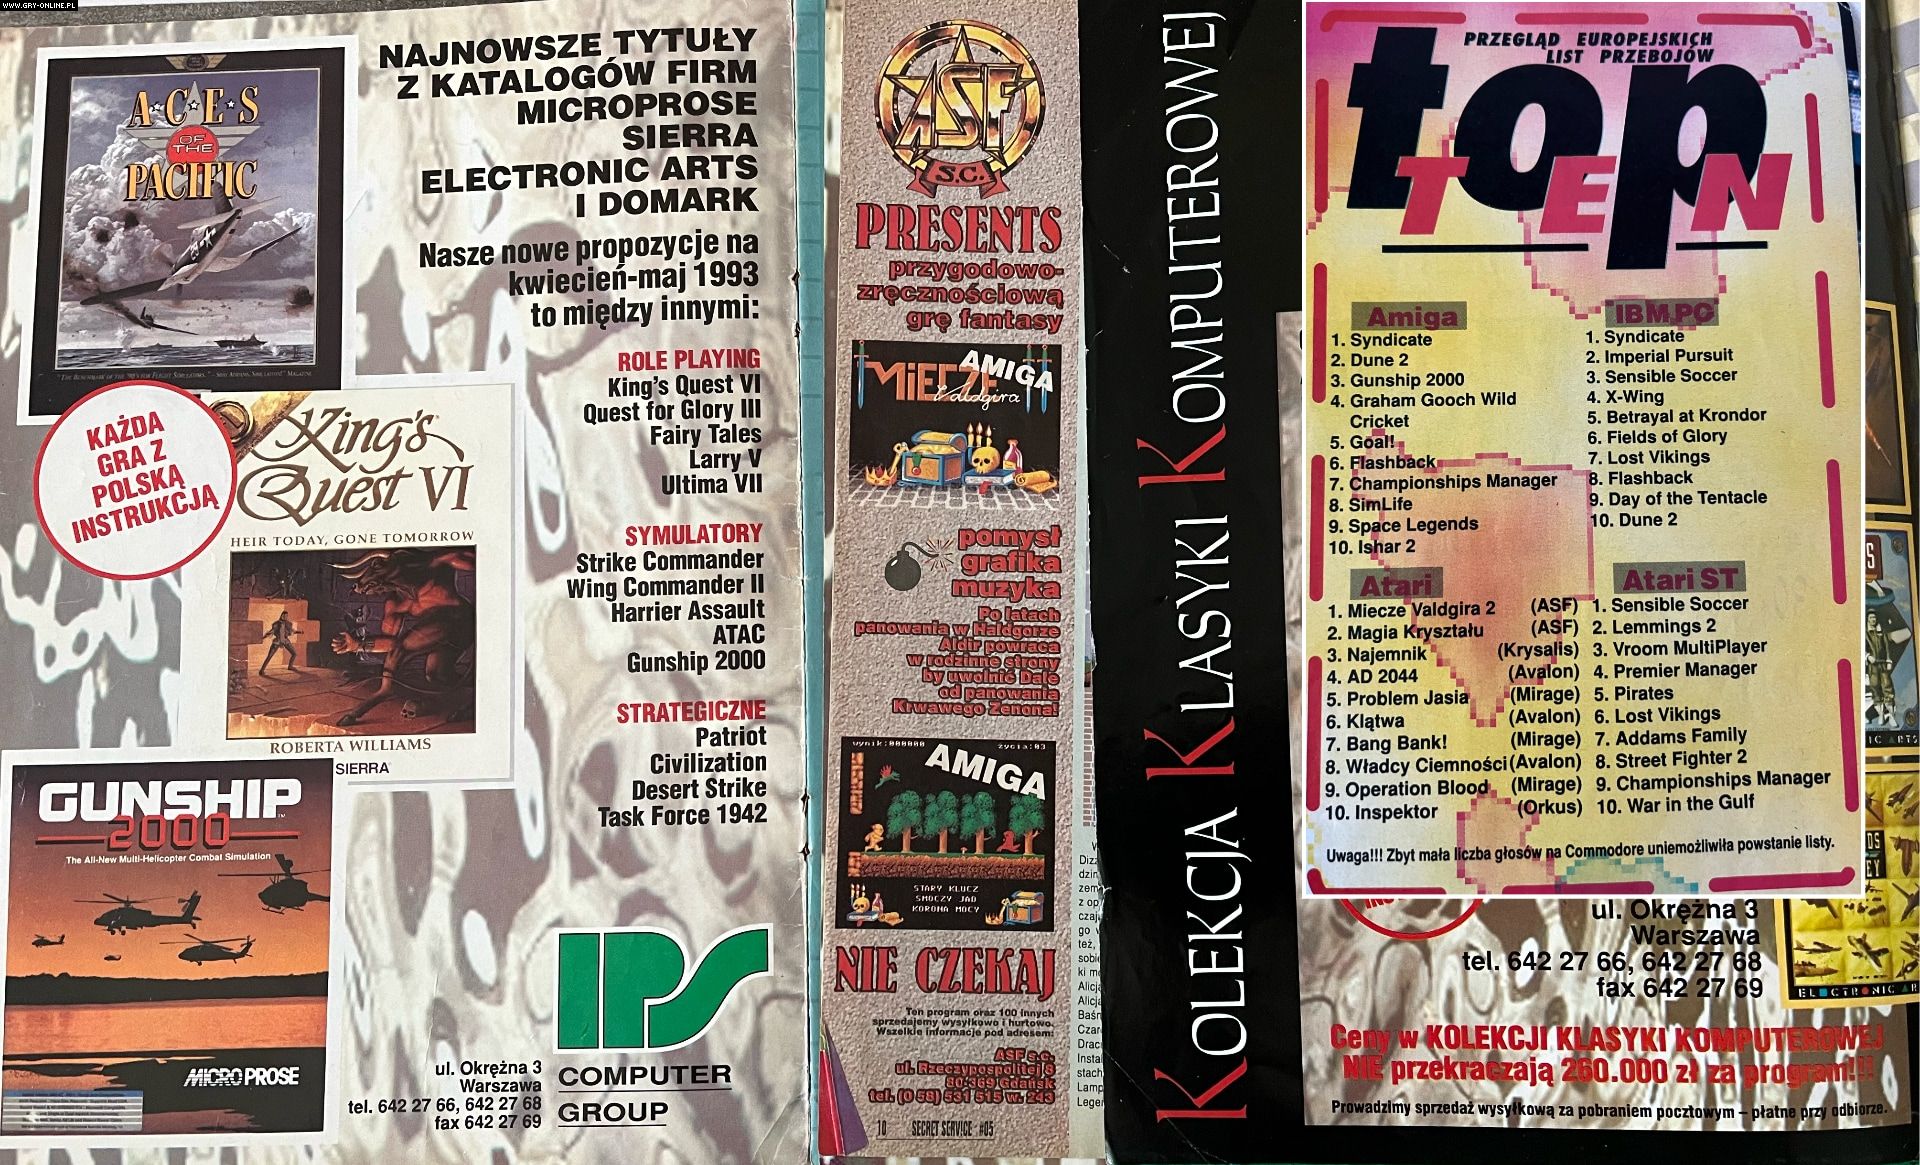 WWW.GRY-ONLINE.PL
NAJNOWSZE TYTUŁY
Z KATALOGÓW FIRM
MICROPROSE
SIERRA
ELECTRONIC ARTS
I DOMARK
Nasze nowe propozycje na
kwiecień-maj 1993
to między innymi:
ROLE PLAYING
King's Quest VI
Quest for Glory III
Fairy Tales
Larry V
Ultima VII
SYMULATORY
Strike Commander
Wing Commander II
Harrier Assault
ATAC
Gunship 2000
STRATEGICZNE
Patriot
Civilization
Desert Strike
Task Force 1942
A·C·E·S
OF
THE
PACIFIC
"THE BENCHMARK OF THE '90'S FOR FLIGHT SIMULATORS." – MAGAZINE
KAŻDA
GRA Z
POLSKĄ
INSTRUKCJĄ
King's
Quest VI
HEIR TODAY, GONE TOMORROW
ROBERTA WILLIAMS
SIERRA
GUNSHIP
2000
The All-New Multi-Helicopter Combat Simulation
MICROPROSE
IPS
COMPUTER
GROUP
ul. Okrężna 3
Warszawa
tel. 642 27 66, 642 27 68
fax 642 27 69
ASF
S.C.
PRESENTS
przygodowo-
zręcznościową
grę fantasy
AMIGA
MIECZE
Valdgira
pomysł
grafika
muzyka
Po latach
panowania w Haldgorze
Aldir powraca
w rodzinne strony
by uwolnić Dale
od panowania
Krwawego Zenona!
wynik:000000 życia:03
AMIGA
STARY KLUCZ
SMOCZY JAD
KORONA MOCY
NIE CZEKAJ
Ten program oraz 100 innych
sprzedajemy wysyłkowo i hurtowo.
Wszelkie informacje pod adresem:
ASF s.c.
ul. Rzeczypospolitej 8
80-369 Gdańsk
tel. (0 58) 531 515 w. 243
10 SECRET SERVICE #05
KOLEKCJA KLASYKI KOMPUTEROWEJ
PRZEGLĄD EUROPEJSKICH
LIST PRZEBOJÓW
top
TEN
Amiga
1. Syndicate
2. Dune 2
3. Gunship 2000
4. Graham Gooch Wild
Cricket
5. Goal!
6. Flashback
7. Championships Manager
8. SimLife
9. Space Legends
10. Ishar 2
IBM PC
1. Syndicate
2. Imperial Pursuit
3. Sensible Soccer
4. X-Wing
5. Betrayal at Krondor
6. Fields of Glory
7. Lost Vikings
8. Flashback
9. Day of the Tentacle
10. Dune 2
Atari
1. Miecze Valdgira 2 (ASF)
2. Magia Kryształu (ASF)
3. Najemnik (Krysalis)
4. AD 2044 (Avalon)
5. Problem Jasia (Mirage)
6. Klątwa (Avalon)
7. Bang Bank! (Mirage)
8. Władcy Ciemności (Avalon)
9. Operation Blood (Mirage)
10. Inspektor (Orkus)
Atari ST
1. Sensible Soccer
2. Lemmings 2
3. Vroom MultiPlayer
4. Premier Manager
5. Pirates
6. Lost Vikings
7. Addams Family
8. Street Fighter 2
9. Championships Manager
10. War in the Gulf
Uwaga!!! Zbyt mała liczba głosów na Commodore uniemożliwiła powstanie listy.
ul. Okrężna 3
Warszawa
tel. 642 27 66, 642 27 68
fax 642 27 69
ELECTRONIC AR
Ceny w KOLEKCJI KLASYKI KOMPUTEROWEJ
NIE przekraczają 260.000 zł za program!!!
Prowadzimy sprzedaż wysyłkową za pobraniem pocztowym – płatne przy odbiorze.